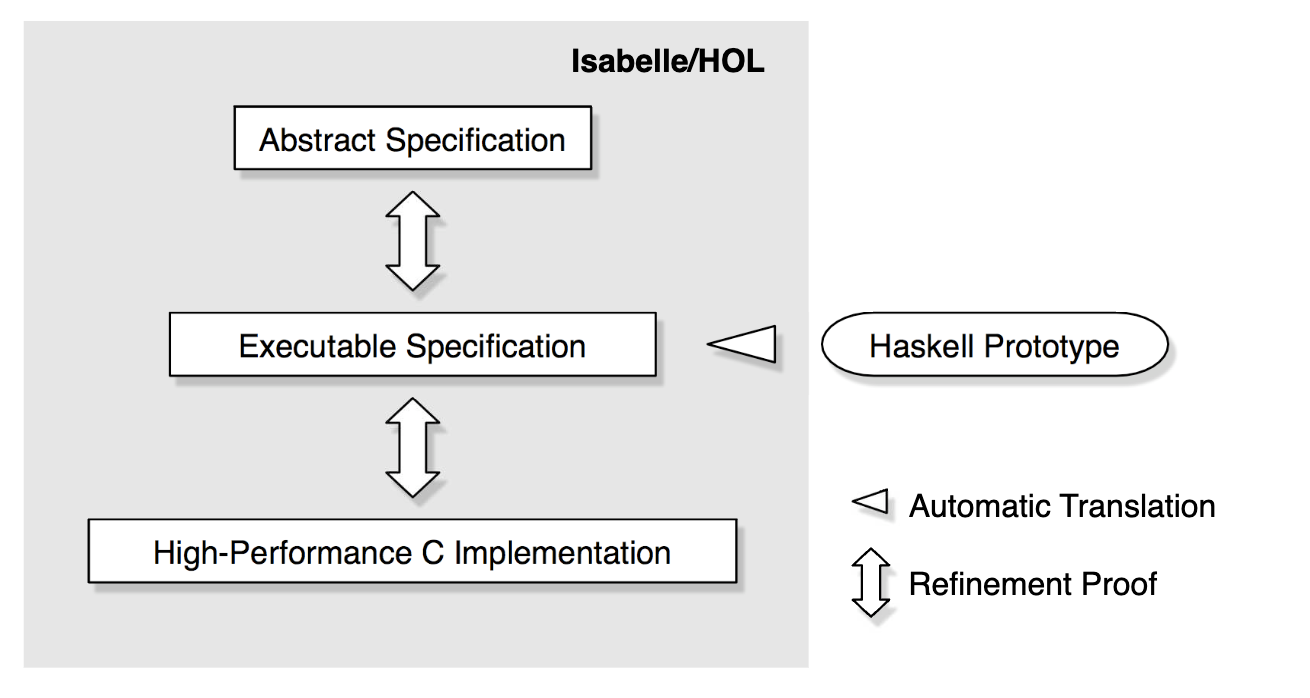 Isabelle/HOL
Abstract Specification
Executable Specification
Haskell Prototype
High-Performance C Implementation
Automatic Translation
Refinement Proof